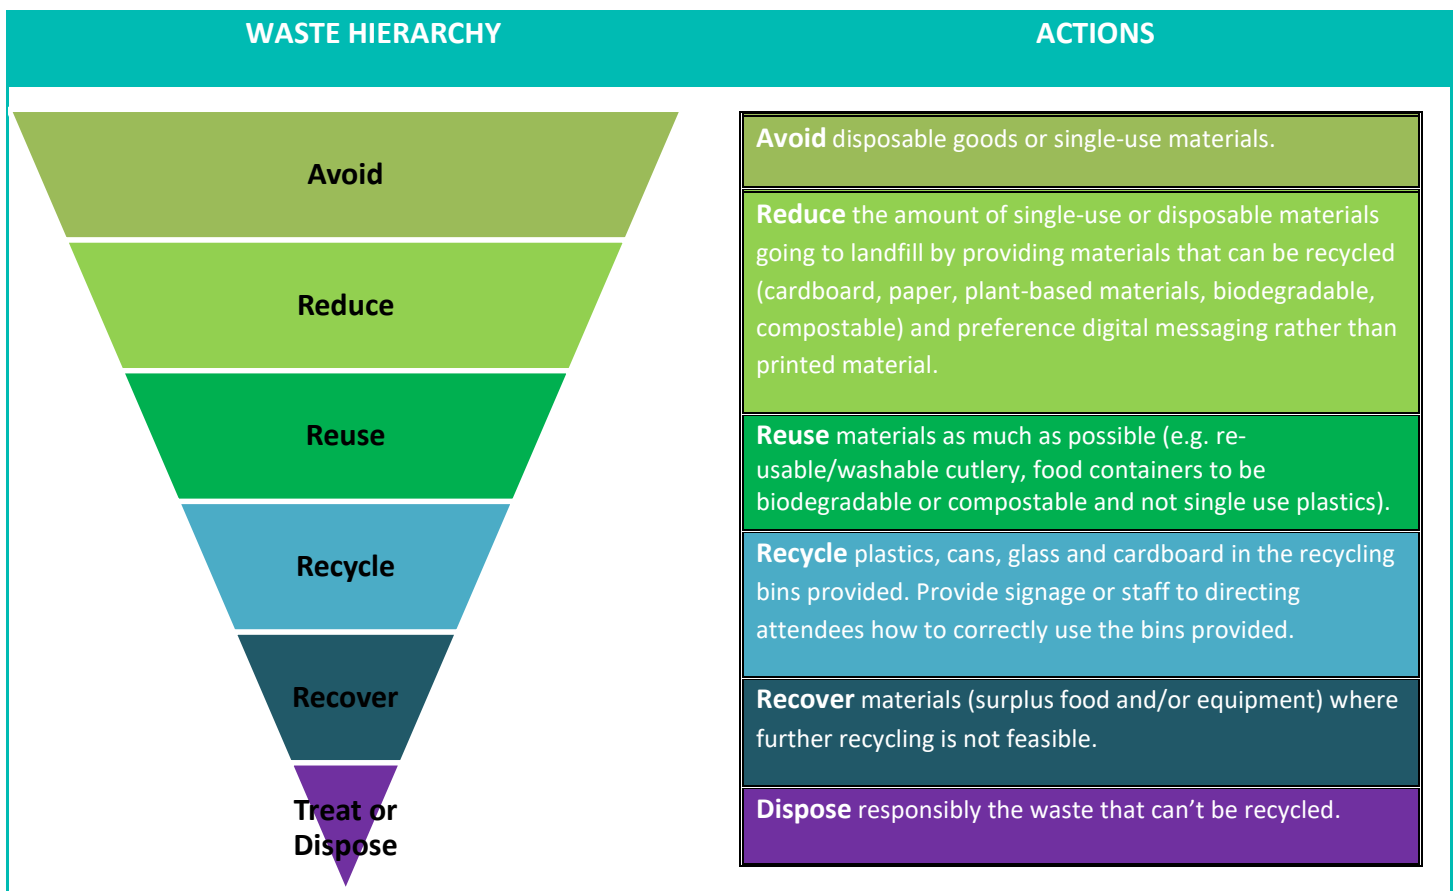 WASTE HIERARCHY
ACTIONS
Avoid
Reduce
Reuse
Recycle
Recover
Treat or
Dispose
Avoid disposable goods or single-use materials.
Reduce the amount of single-use or disposable materials
going to landfill by providing materials that can be recycled
(cardboard, paper, plant-based materials, biodegradable,
compostable) and preference digital messaging rather than
printed material.
Reuse materials as much as possible (e.g. re-
usable/washable cutlery, food containers to be
biodegradable or compostable and not single use plastics).
Recycle plastics, cans, glass and cardboard in the recycling
bins provided. Provide signage or staff to directing
attendees how to correctly use the bins provided.
Recover materials (surplus food and/or equipment) where
further recycling is not feasible.
Dispose responsibly the waste that can’t be recycled.